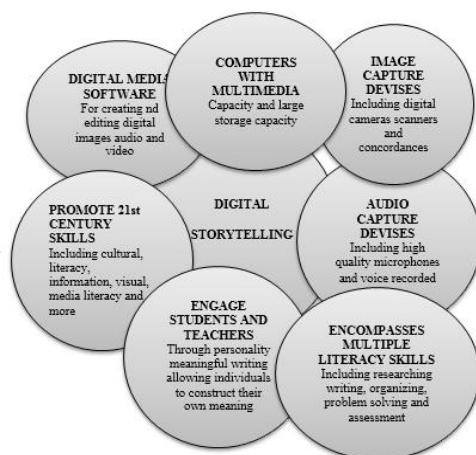 COMPUTERS
WITH
MULTIMEDIA
Capacity and large
storage capacity
IMAGE
CAPTURE
DEVISES
Including digital
cameras scanners
and
concordances
AUDIO
CAPTURE
DEVISES
Including high
quality microphones
and voice recorded
ENCOMPASSES
MULTIPLE
LITERACY SKILLS
Including researching
writing, organizing,
problem solving and
assessment
ENGAGE
STUDENTS AND
TEACHERS
Through personality
meaningful writing
allowing individuals
to construct their
own meaning
PROMOTE 21st
CENTURY
SKILLS
Including cultural,
literacy,
information, visual,
media literacy and
more
DIGITAL MEDIA
SOFTWARE
For creating nd
editing digital
images audio and
video
DIGITAL
STORYTELLING